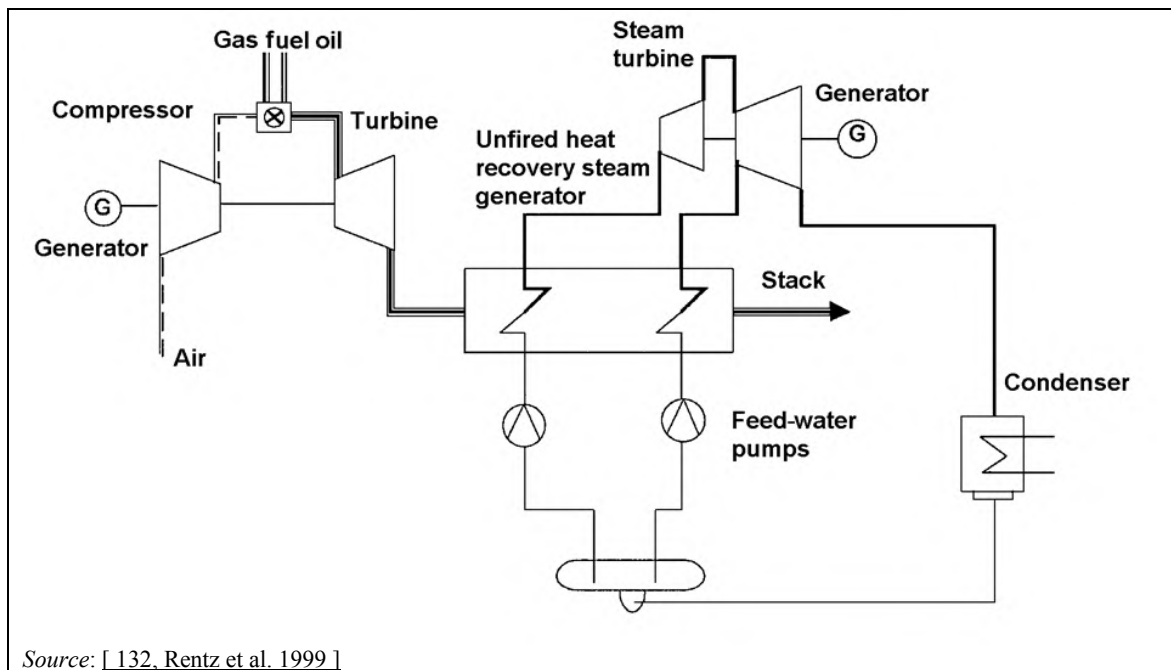 Gas fuel oil
Steam
turbine
Compressor
Turbine
Generator
G
Unfired heat
recovery steam
generator
G
Generator
Stack
Air
Condenser
Feed-water
pumps
Source: [ 132, Rentz et al. 1999 ]